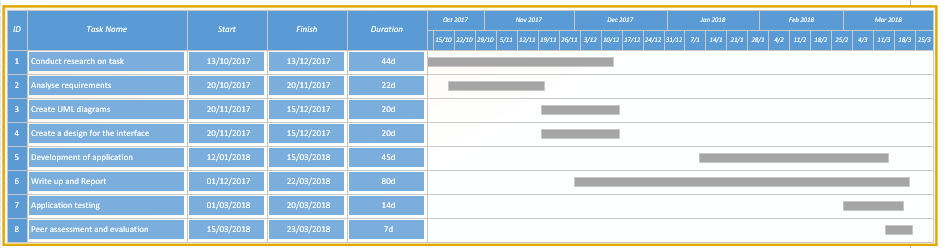 ID Task Name Start Finish Duration Oct 2017 Nov 2017 Dec 2017 Jan 2018 Feb 2018 Mar 2018
15/10 22/10 29/10 5/11 12/11 19/11 26/11 3/12 10/12 17/12 24/12 31/12 7/1 14/1 21/1 28/1 4/2 11/2 18/2 25/2 4/3 11/3 18/3 25/3
1 Conduct research on task 13/10/2017 13/12/2017 44d
2 Analyse requirements 20/10/2017 20/11/2017 22d
3 Create UML diagrams 20/11/2017 15/12/2017 20d
4 Create a design for the interface 20/11/2017 15/12/2017 20d
5 Development of application 12/01/2018 15/03/2018 45d
6 Write up and Report 01/12/2017 22/03/2018 80d
7 Application testing 01/03/2018 20/03/2018 14d
8 Peer assessment and evaluation 15/03/2018 23/03/2018 7d